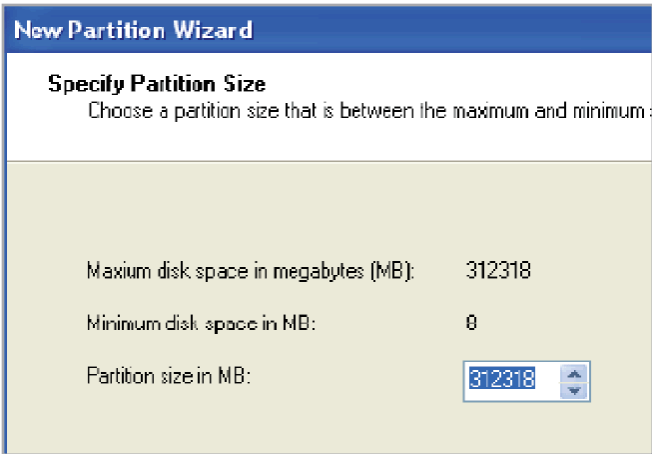 New Partition Wizard
Specify Partition Size
Choose a partition size that is between the maximum and minimum
Maxium disk space in megabytes (MB): 312318
Minimum disk space in MB: 8
Partition size in MB: 312318